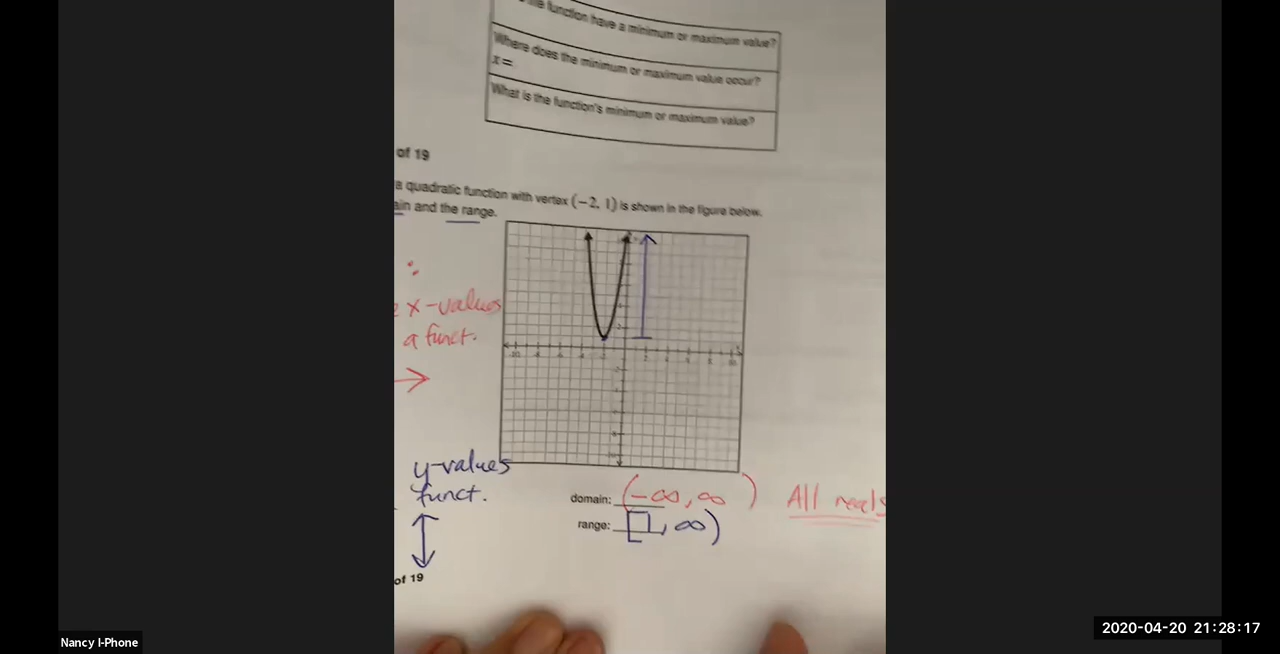 function have a minimum or maximum value?
Where does the minimum or maximum value occur?
x =
What is the function's minimum or maximum value?
of 19
a quadratic function with vertex (-2, 1) is shown in the figure below.
ain and the range.
x-values
a funct.
y-values
funct.
domain: (-∞, ∞) All reals
range: [1, ∞)
of 19
Nancy I-Phone
2020-04-20 21:28:17